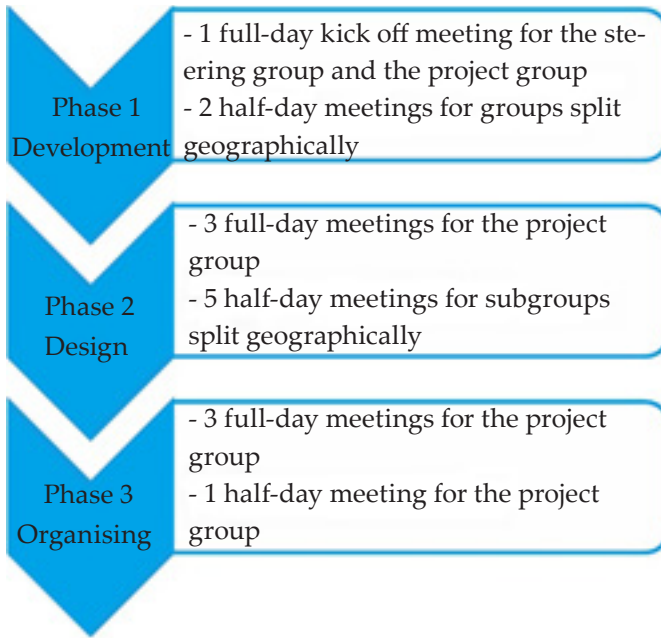 - 1 full-day kick off meeting for the ste-
ering group and the project group
- 2 half-day meetings for groups split
geographically
Phase 1
Development
- 3 full-day meetings for the project
group
- 5 half-day meetings for subgroups
split geographically
Phase 2
Design
- 3 full-day meetings for the project
group
- 1 half-day meeting for the project
group
Phase 3
Organising